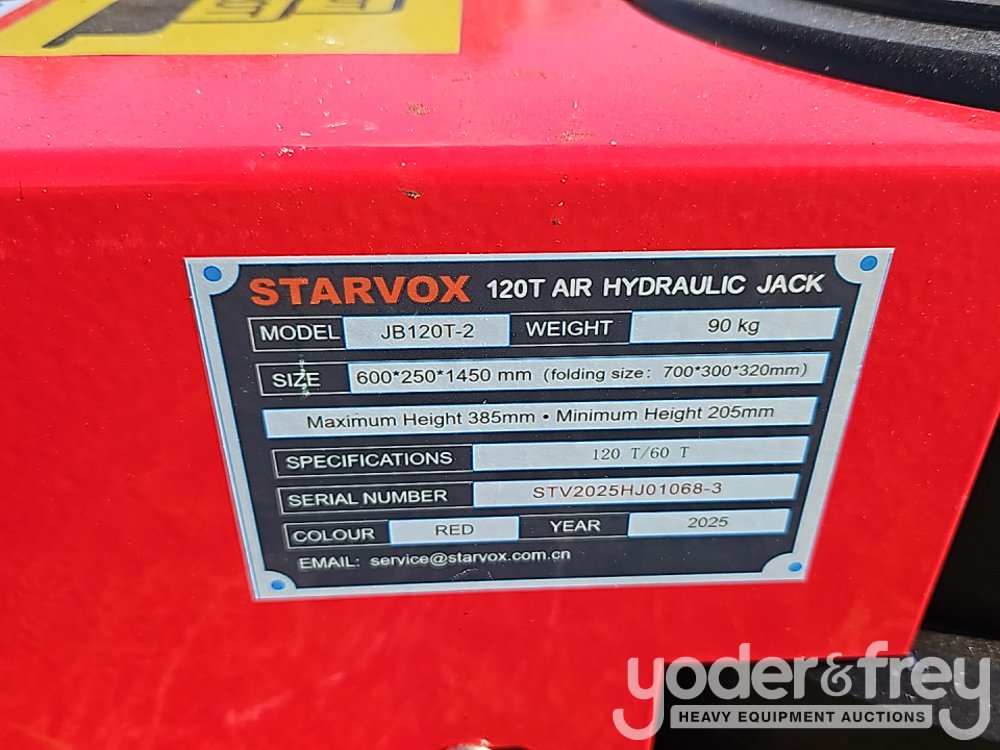 STARVOX 120T AIR HYDRAULIC JACK
MODEL JB120T-2 WEIGHT 90 kg
SIZE 600*250*1450 mm (folding size: 700*300*320mm)
Maximum Height 385mm • Minimum Height 205mm
SPECIFICATIONS 120 T/60 T
SERIAL NUMBER STV2025HJ01068-3
COLOUR RED YEAR 2025
EMAIL: service@starvox.com.cn
yoder&frey
HEAVY EQUIPMENT AUCTIONS